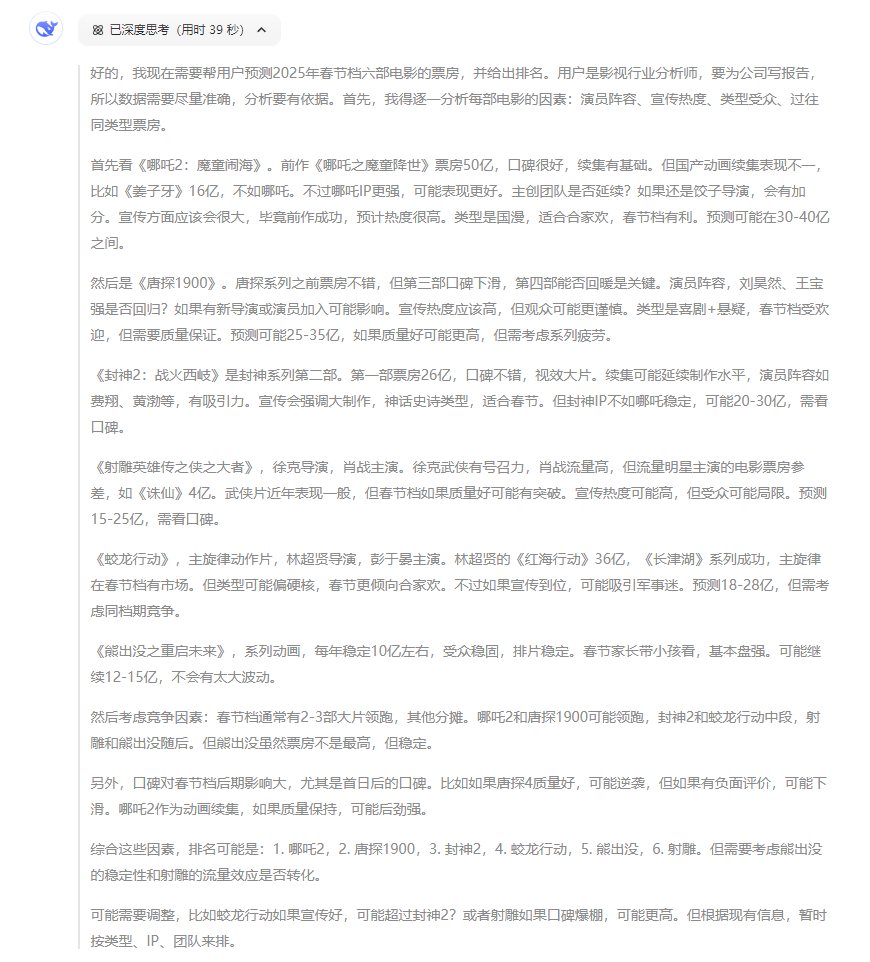 已深度思考（用时 39 秒）
好的，我现在需要帮用户预测2025年春节档六部电影的票房，并给出排名。用户是影视行业分析师，要为公司写报告，
所以数据需要尽量准确，分析要有依据。首先，我得逐一分析每部电影的因素：演员阵容、宣传热度、类型受众、过往
同类型票房。
首先看《哪吒2：魔童闹海》。前作《哪吒之魔童降世》票房50亿，口碑很好，续集有基础。但国产动画续集表现不一，
比如《姜子牙》16亿，不如哪吒。不过哪吒IP更强，可能表现更好。主创团队是否延续？如果还是饺子导演，会有加
分。宣传方面应该会很大，毕竟前作成功，预计热度很高。类型是国漫，适合合家欢，春节档有利。预测可能在30-40亿
之间。
然后是《唐探1900》。唐探系列之前票房不错，但第三部口碑下滑，第四部能否回暖是关键。演员阵容，刘昊然、王宝
强是否回归？如果有新导演或演员加入可能影响。宣传热度应该高，但观众可能更谨慎。类型是喜剧+悬疑，春节档受欢
迎，但需要质量保证。预测可能25-35亿，如果质量好可能更高，但需考虑系列疲劳。
《封神2：战火西岐》是封神系列第二部。第一部票房26亿，口碑不错，视效大片。续集可能延续制作水平，演员阵容如
费翔、黄渤等，有吸引力。宣传会强调大制作，神话史诗类型，适合春节。但封神IP不如哪吒稳定，可能20-30亿，需看
口碑。
《射雕英雄传之侠之大者》，徐克导演，肖战主演。徐克武侠有号召力，肖战流量高，但流量明星主演的电影票房参
差，如《诛仙》4亿。武侠片近年表现一般，但春节档如果质量好可能有突破。宣传热度可能高，但受众可能局限。预测
15-25亿，需看口碑。
《蛟龙行动》，主旋律动作片，林超贤导演，彭于晏主演。林超贤的《红海行动》36亿，《长津湖》系列成功，主旋律
在春节档有市场。但类型可能偏硬核，春节更倾向合家欢。不过如果宣传到位，可能吸引军事迷。预测18-28亿，但需考
虑同档期竞争。
《熊出没之重启未来》，系列动画，每年稳定10亿左右，受众稳固，排片稳定。春节家长带小孩看，基本盘强。可能继
续12-15亿，不会有太大波动。
然后考虑竞争因素：春节档通常有2-3部大片领跑，其他分摊。哪吒2和唐探1900可能领跑，封神2和蛟龙行动中段，射
雕和熊出没随后。但熊出没虽然票房不是最高，但稳定。
另外，口碑对春节档后期影响大，尤其是首日后的口碑。比如如果唐探4质量好，可能逆袭，但如果有负面评价，可能下
滑。哪吒2作为动画续集，如果质量保持，可能后劲强。
综合这些因素，排名可能是：1. 哪吒2，2. 唐探1900，3. 封神2，4. 蛟龙行动，5. 熊出没，6. 射雕。但需要考虑熊出没
的稳定性和射雕的流量效应是否转化。
可能需要调整，比如蛟龙行动如果宣传好，可能超过封神2？或者射雕如果口碑爆棚，可能更高。但根据现有信息，暂时
按类型、IP、团队来排。